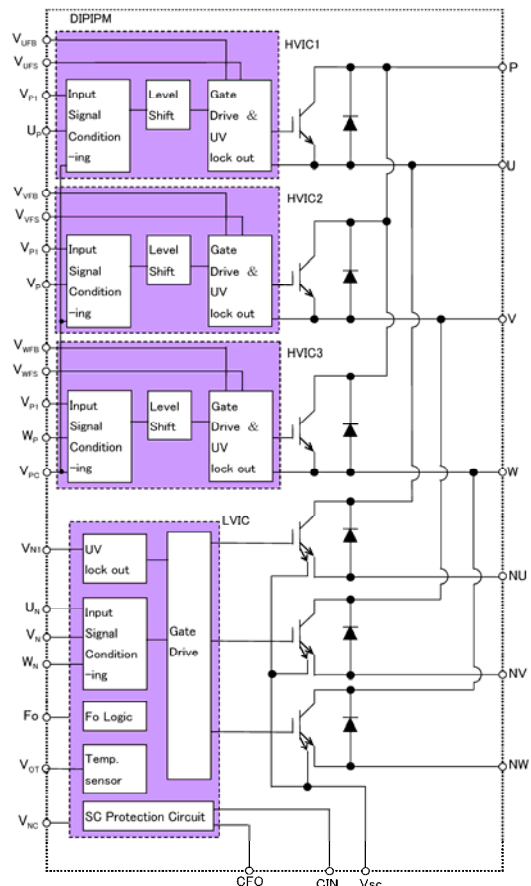 DIPIPM
HVIC1
VUFB
VUFS
VP1
UP
Input
Signal
Condition
-ing
Level
Shift
Gate
Drive &
UV
lock out
P
U
HVIC2
VVFB
VVFS
VP1
VP
Input
Signal
Condition
-ing
Level
Shift
Gate
Drive &
UV
lock out
V
HVIC3
VWFB
VWFS
VP1
WP
VPC
Input
Signal
Condition
-ing
Level
Shift
Gate
Drive &
UV
lock out
W
LVIC
VN1
UV
lock out
UN
VN
WN
Input
Signal
Condition
-ing
Gate
Drive
Fo
Fo Logic
VOT
Temp.
sensor
VNC
SC Protection Circuit
NU
NV
NW
CFO
CIN
Vsc